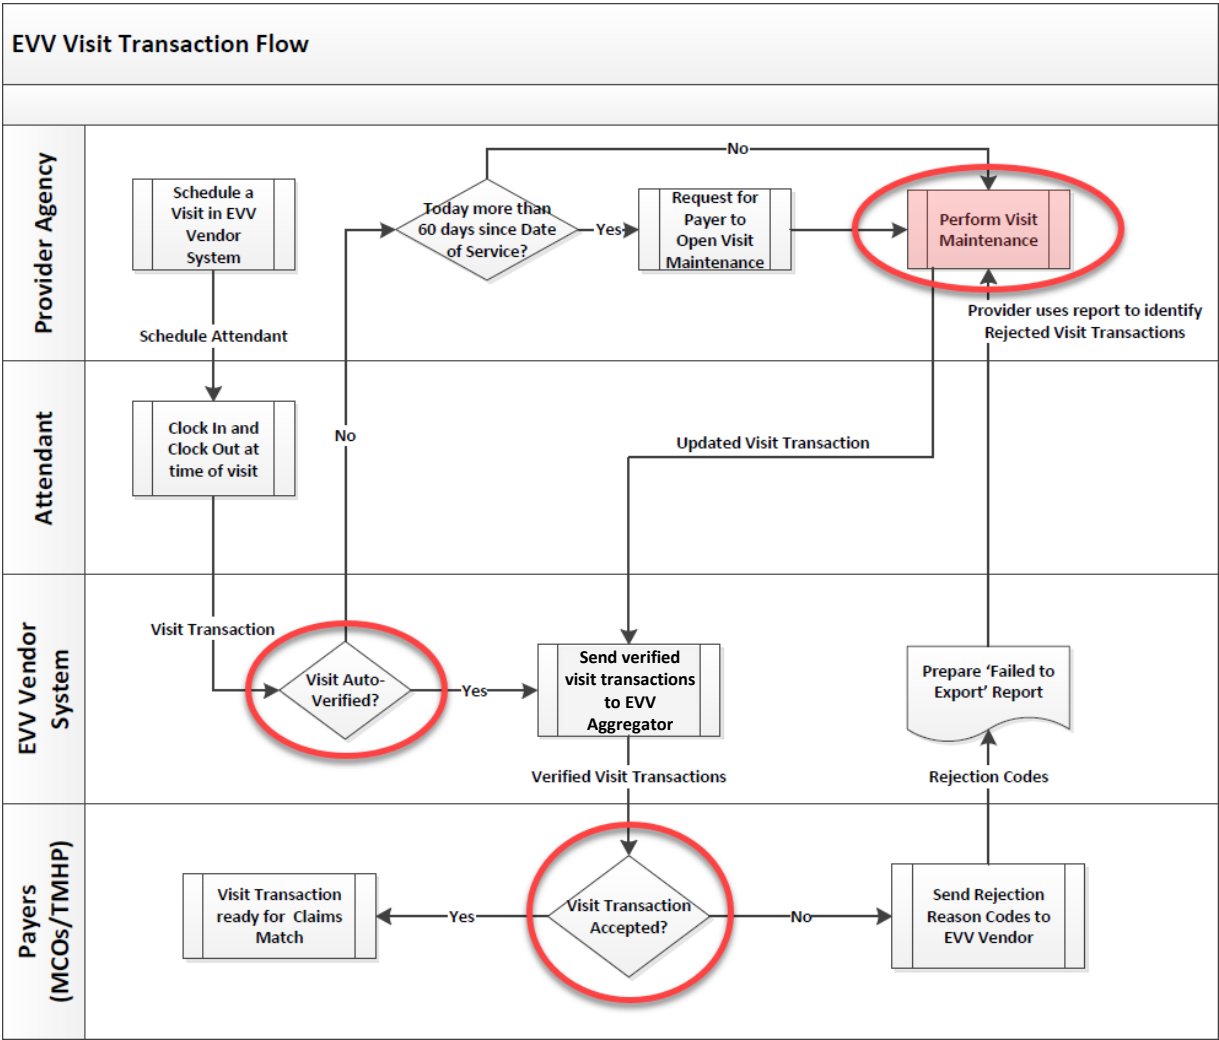 EVV Visit Transaction Flow
Provider Agency
Schedule a
Visit in EVV
Vendor
System
Today more than
60 days since Date
of Service?
No
Yes
Request for
Payer to
Open Visit
Maintenance
Perform Visit
Maintenance
Provider uses report to identify
Rejected Visit Transactions
Schedule Attendant
Attendant
Clock In and
Clock Out at
time of visit
No
Updated Visit Transaction
EVV Vendor
System
Visit Transaction
Visit Auto-
Verified?
Yes
Send verified
visit transactions
to EVV
Aggregator
Prepare ‘Failed to
Export’ Report
Verified Visit Transactions
Rejection Codes
Payers
(MCOs/TMHP)
Visit Transaction
ready for Claims
Match
Yes
Visit Transaction
Accepted?
No
Send Rejection
Reason Codes to
EVV Vendor